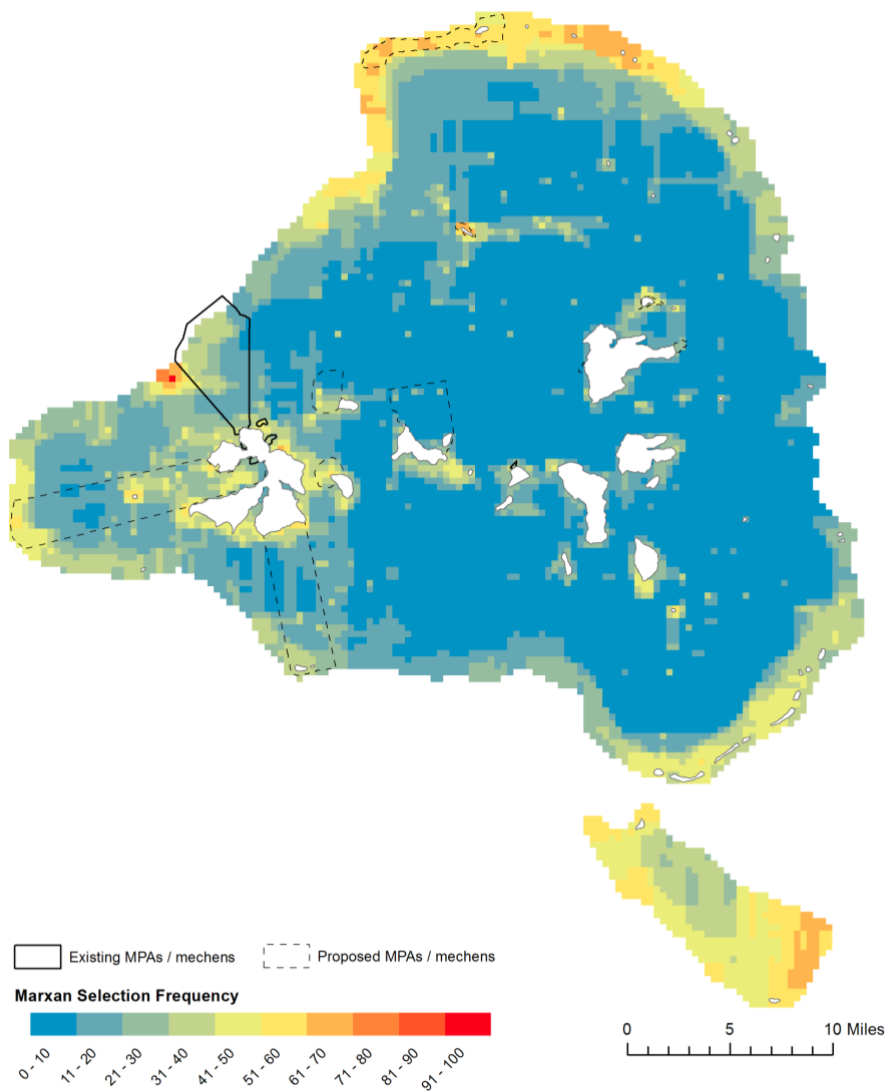 Existing MPAs / mechens
Proposed MPAs / mechens
Marxan Selection Frequency
0 - 10
11 - 20
21 - 30
31 - 40
41 - 50
51 - 60
61 - 70
71 - 80
81 - 90
91 - 100
0 5 10 Miles